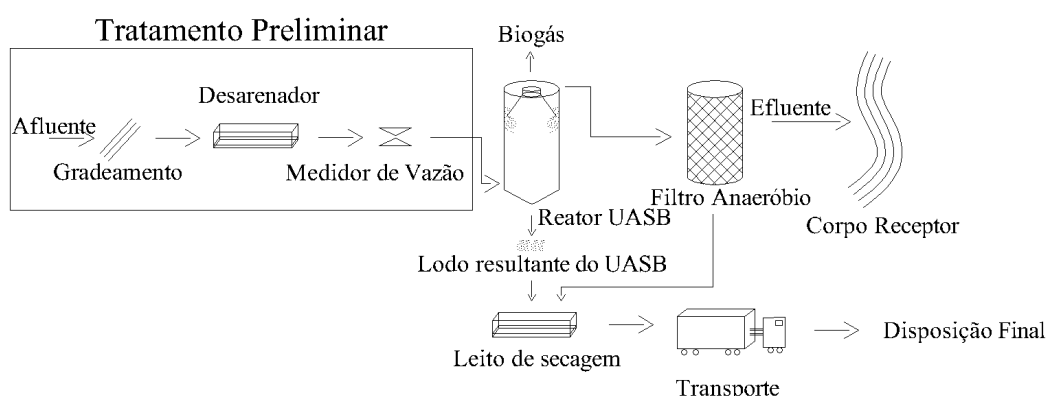 Tratamento Preliminar
Biogás
Desarenador
Afluente
Efluente
Gradeamento
Medidor de Vazão
Filtro Anaeróbio
Reator UASB
Corpo Receptor
Lodo resultante do UASB
Leito de secagem
Disposição Final
Transporte